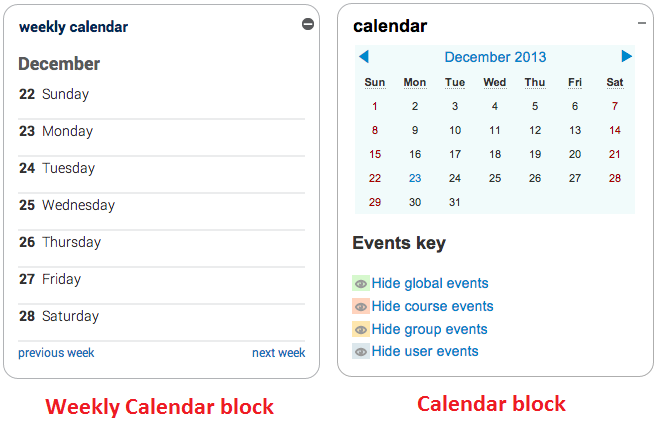 weekly calendar
December
22 Sunday
23 Monday
24 Tuesday
25 Wednesday
26 Thursday
27 Friday
28 Saturday
previous week next week
Weekly Calendar block
calendar
December 2013
Sun Mon Tue Wed Thu Fri Sat
1 2 3 4 5 6 7
8 9 10 11 12 13 14
15 16 17 18 19 20 21
22 23 24 25 26 27 28
29 30 31
Events key
Hide global events
Hide course events
Hide group events
Hide user events
Calendar block